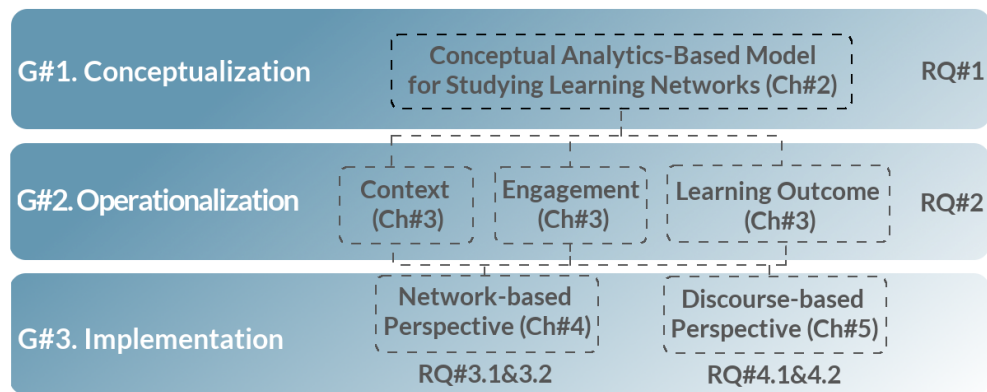 G#1. Conceptualization
Conceptual Analytics-Based Model
for Studying Learning Networks (Ch#2)
RQ#1
G#2. Operationalization
Context
(Ch#3)
Engagement
(Ch#3)
Learning Outcome
(Ch#3)
RQ#2
G#3. Implementation
Network-based
Perspective (Ch#4)
Discourse-based
Perspective (Ch#5)
RQ#3.1&3.2
RQ#4.1&4.2